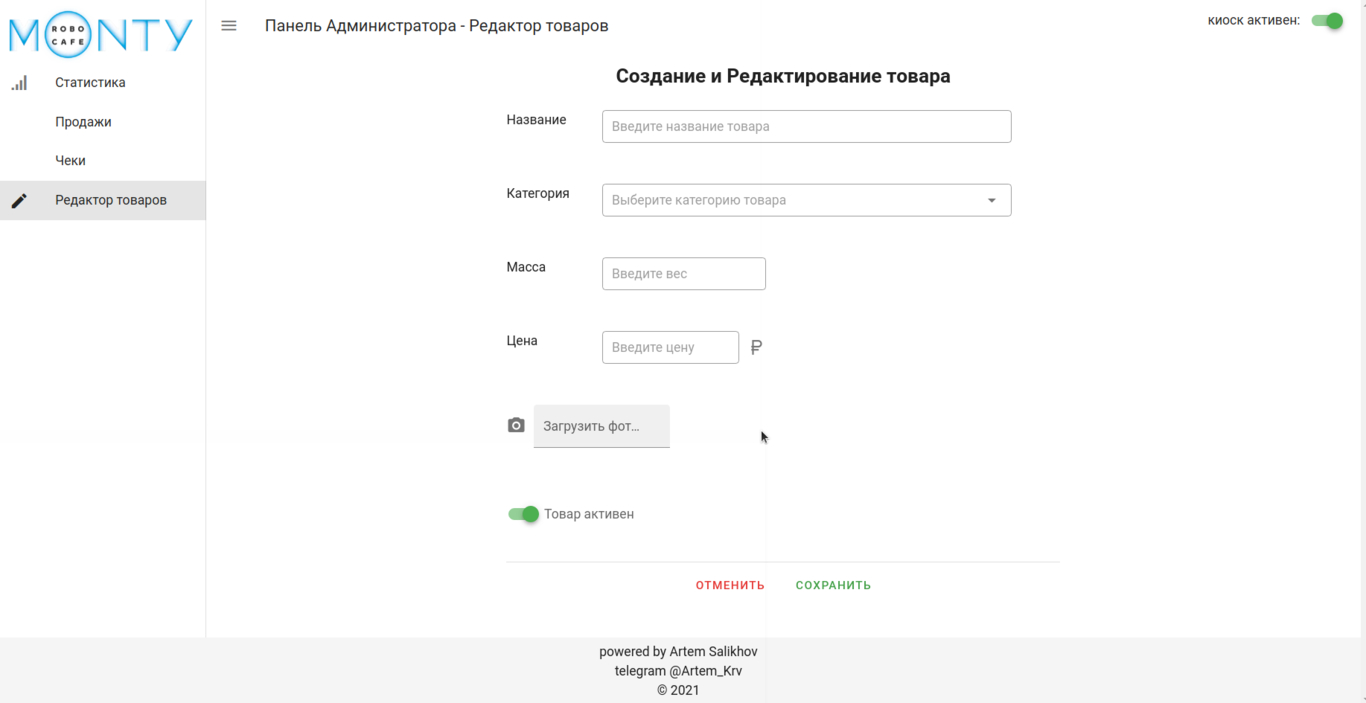 MONTY
ROBO
CAFE
Панель Администратора - Редактор товаров
киоск активен:
Статистика
Продажи
Чеки
Редактор товаров
Создание и Редактирование товара
Название
Введите название товара
Категория
Выберите категорию товара
Масса
Введите вес
Цена
Введите цену ₽
Загрузить фот...
Товар активен
ОТМЕНИТЬ СОХРАНИТЬ
powered by Artem Salikhov
telegram @Artem_Krv
© 2021